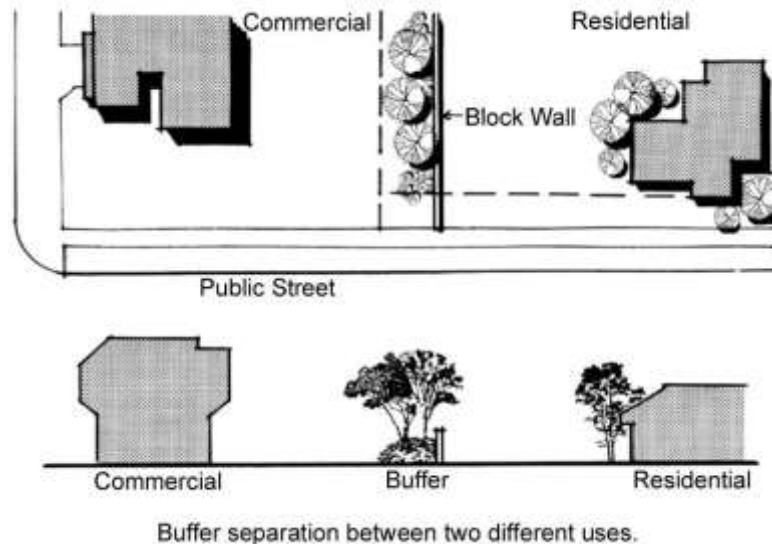 Commercial
Residential
Block Wall
Public Street
Commercial
Buffer
Residential
Buffer separation between two different uses.